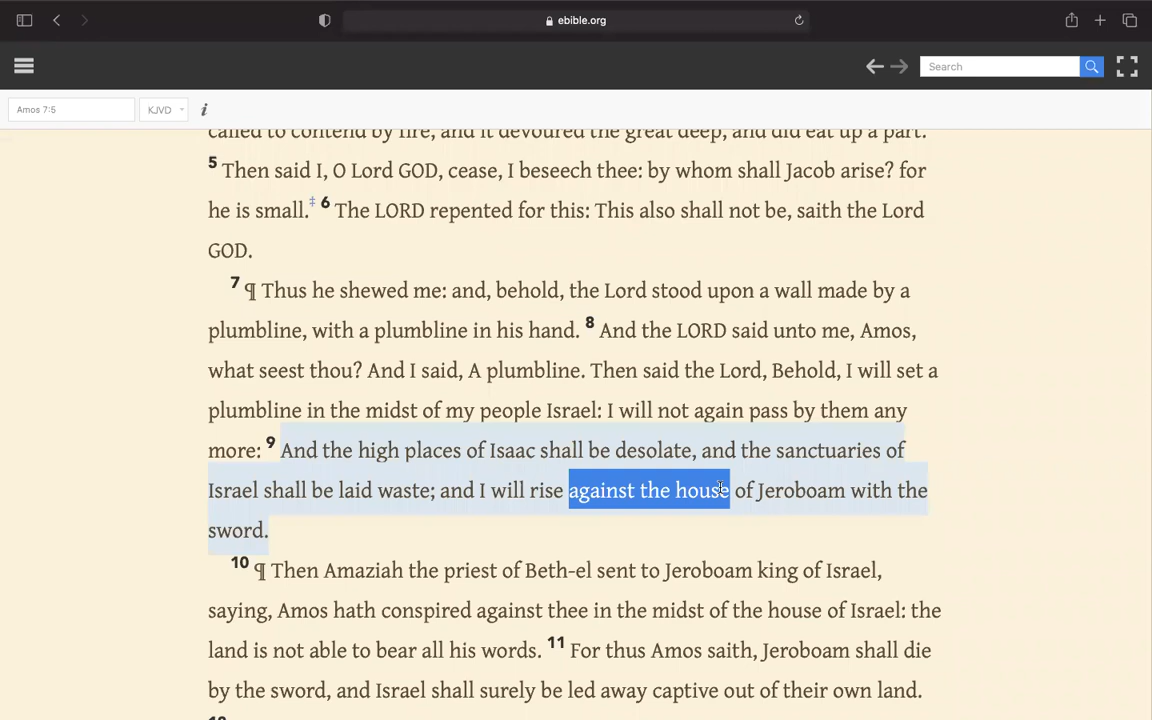 ebible.org
Search
Amos 7:5
KJVD
i
called to contend by fire, and it devoured the great deep, and did eat up a part.
5 Then said I, O Lord GOD, cease, I beseech thee: by whom shall Jacob arise? for
he is small.‡ 6 The LORD repented for this: This also shall not be, saith the Lord
GOD.
7 ¶ Thus he shewed me: and, behold, the Lord stood upon a wall made by a
plumbline, with a plumbline in his hand. 8 And the LORD said unto me, Amos,
what seest thou? And I said, A plumbline. Then said the Lord, Behold, I will set a
plumbline in the midst of my people Israel: I will not again pass by them any
more: 9 And the high places of Isaac shall be desolate, and the sanctuaries of
Israel shall be laid waste; and I will rise against the house of Jeroboam with the
sword.
10 ¶ Then Amaziah the priest of Beth-el sent to Jeroboam king of Israel,
saying, Amos hath conspired against thee in the midst of the house of Israel: the
land is not able to bear all his words. 11 For thus Amos saith, Jeroboam shall die
by the sword, and Israel shall surely be led away captive out of their own land.